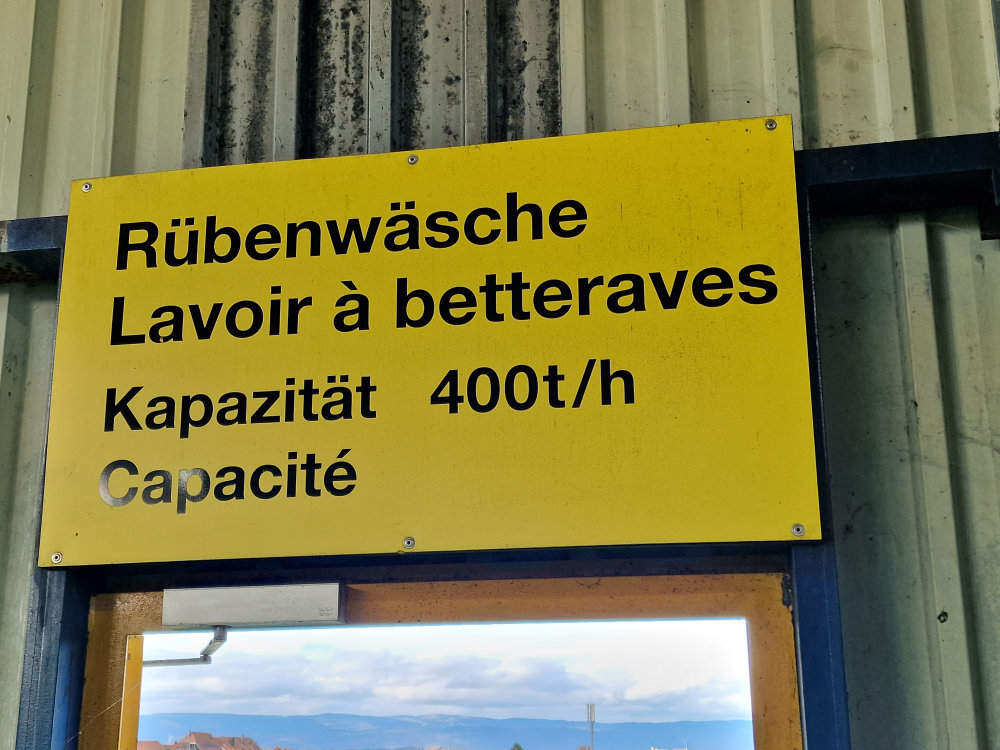 Rübenwäsche
Lavoir à betteraves
Kapazität 400t/h
Capacité